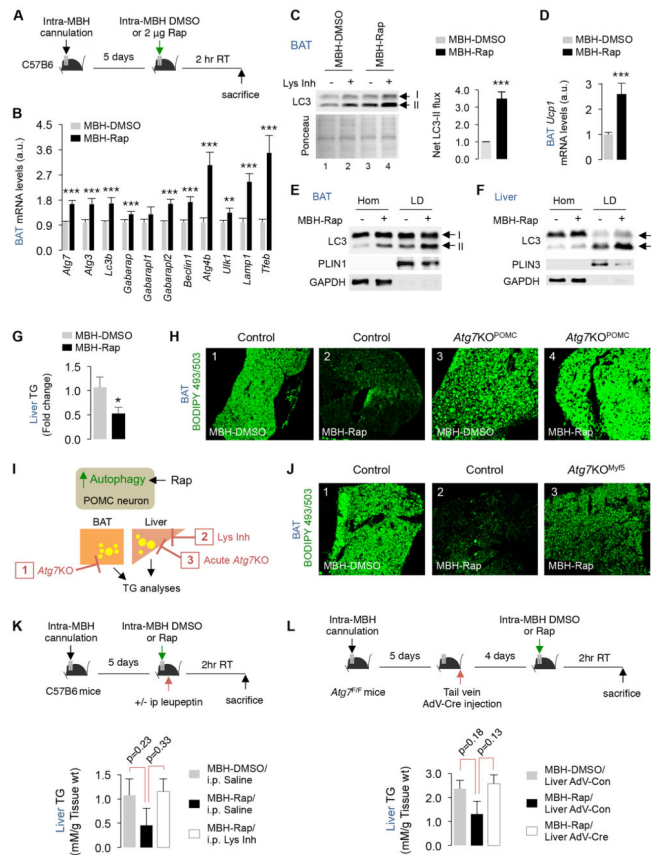 A
Intra-MBH
cannulation
Intra-MBH DMSO
or 2 µg Rap
C57B6
5 days
2 hr RT
sacrifice
B
MBH-DMSO
MBH-Rap
BAT mRNA levels (a.u.)
4.5
3.6
2.7
1.8
0.9
0
*** *** *** *** *** *** *** ** *** ***
Atg7 Atg3 Lc3b Gabarap Gabarapl1 Gabarapl2 Beclin1 Atg4b Ulk1 Lamp1 Tfeb
C
BAT
MBH-DMSO
MBH-Rap
Lys Inh - + - +
LC3
I
II
Ponceau
1 2 3 4
MBH-DMSO
MBH-Rap
Net LC3-II flux
4.0
3.0
2.0
1.0
0
***
D
BAT Ucp1
mRNA levels (a.u.)
3
2
1
0
***
E
BAT
Hom LD
MBH-Rap - + - +
LC3
I
II
PLIN1
GAPDH
F
Liver
Hom LD
MBH-Rap - + - +
LC3
PLIN3
GAPDH
G
MBH-DMSO
MBH-Rap
Liver TG
(Fold change)
1.5
1.0
0.5
0.0
*
H
Control Control Atg7KOPOMC Atg7KOPOMC
BAT
BODIPY 493/503
1 2 3 4
MBH-DMSO MBH-Rap MBH-DMSO MBH-Rap
I
Autophagy
Rap
POMC neuron
BAT Liver
2 Lys Inh
3 Acute Atg7KO
1 Atg7KO
TG analyses
J
Control Control Atg7KOMyf5
BAT
BODIPY 493/503
1 2 3
MBH-DMSO MBH-Rap MBH-Rap
K
Intra-MBH
cannulation
Intra-MBH DMSO
or Rap
5 days
2hr RT
C57B6 mice
+/- ip leupeptin
sacrifice
p=0.23
p=0.33
Liver TG
(mM/g Tissue wt)
1.5
1.0
0.5
0.0
MBH-DMSO/
i.p. Saline
MBH-Rap/
i.p. Saline
MBH-Rap/
i.p. Lys Inh
L
Intra-MBH
cannulation
Intra-MBH DMSO
or Rap
5 days
4 days
2hr RT
Atg7F/F mice
Tail vein
AdV-Cre injection
sacrifice
p=0.18
p=0.13
Liver TG
(mM/g Tissue wt)
3.0
2.0
1.0
0.0
MBH-DMSO/
Liver AdV-Con
MBH-Rap/
Liver AdV-Con
MBH-Rap/
Liver AdV-Cre